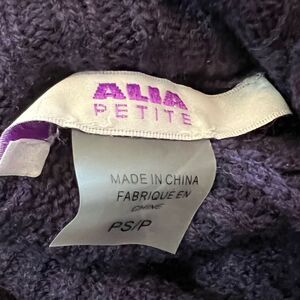 ALIA
PETITE
MADE IN CHINA
FABRIQUE EN
CHINE
PS/P